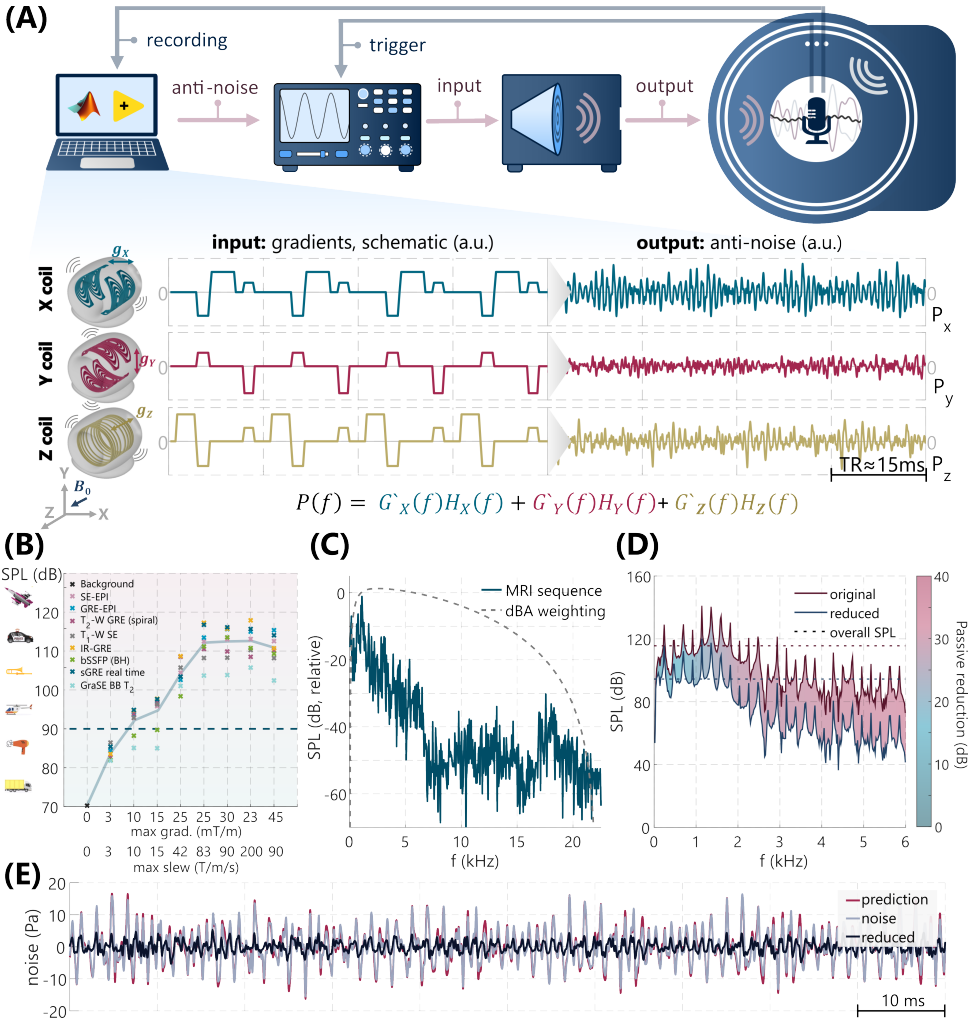 (A)
recording
trigger
anti-noise
input
output
input: gradients, schematic (a.u.)
output: anti-noise (a.u.)
X coil
g_X
0
0
P_x
Y coil
g_Y
0
0
P_y
Z coil
g_Z
0
0
P_z
TR≈15ms
Y
B_0
Z
X
P(f) = G`_X(f)H_X(f) + G`_Y(f)H_Y(f)+ G`_Z(f)H_Z(f)
(B)
SPL (dB)
120
110
100
90
80
70
Background
SE-EPI
GRE-EPI
T_2-W GRE (spiral)
T_1-W SE
IR-GRE
bSSFP (BH)
sGRE real time
GraSE BB T_2
0 3 10 15 25 25 30 23 45
max grad. (mT/m)
0 3 10 15 42 83 90 200 90
max slew (T/m/s)
(C)
SPL (dB, relative)
0
-20
-40
-60
MRI sequence
dBA weighting
0 5 10 15 20
f (kHz)
(D)
SPL (dB)
160
120
80
40
0
original
reduced
overall SPL
0 1 2 3 4 5 6
f (kHz)
40
30
20
10
0
Passive reduction (dB)
(E)
noise (Pa)
20
10
0
-10
-20
prediction
noise
reduced
10 ms